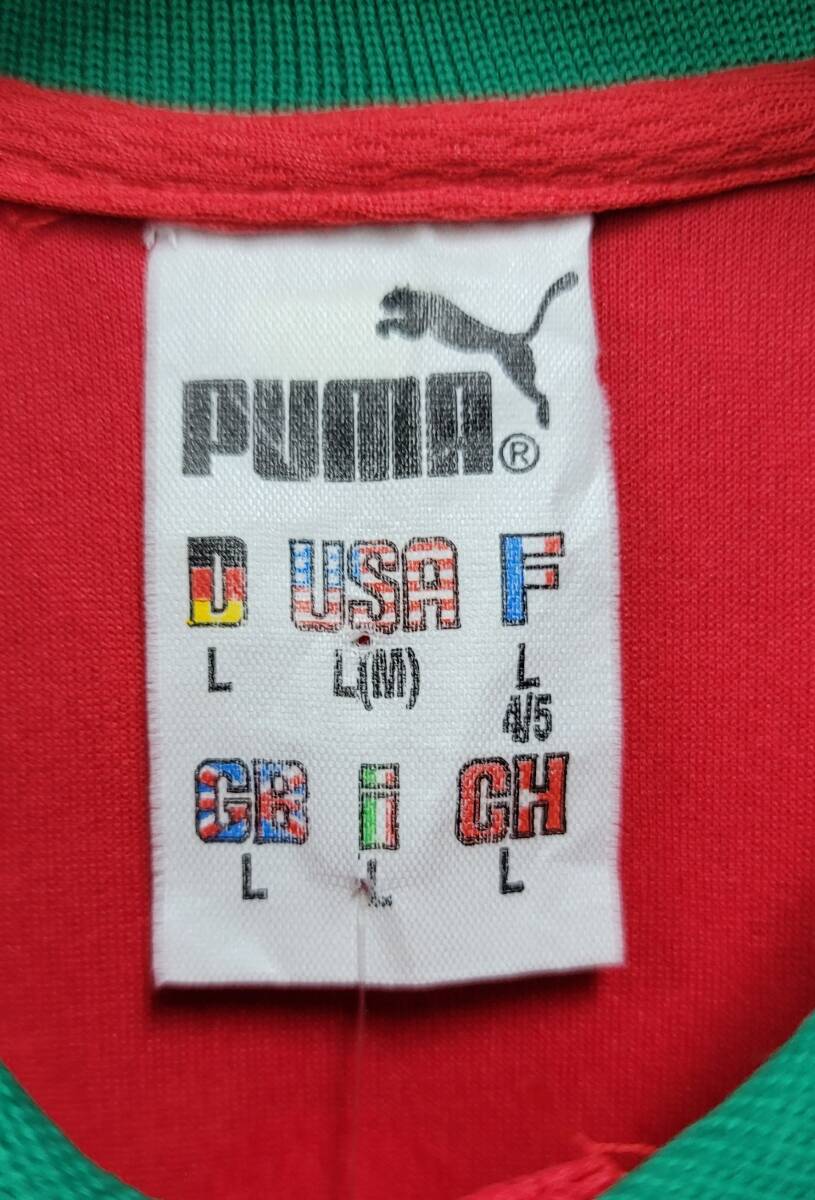 PUMA®
D USA F
L L(M) L
4/5
GB i CH
L L L